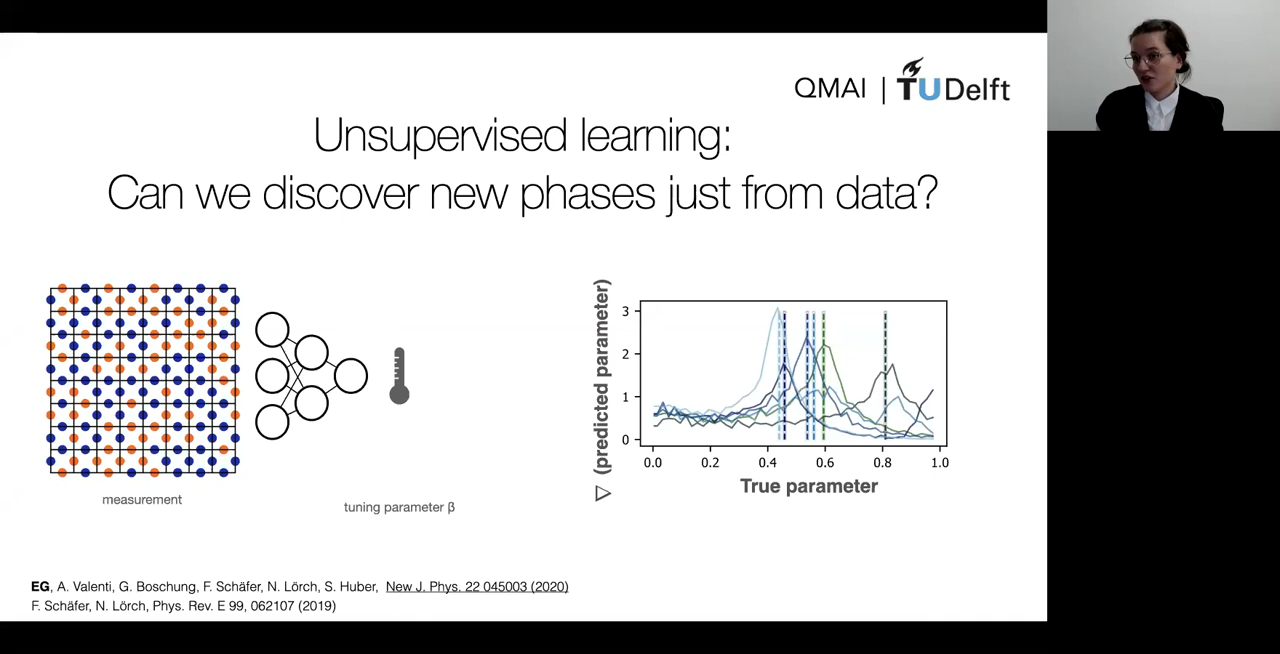 QMAI | TU Delft
Unsupervised learning:
Can we discover new phases just from data?
measurement
tuning parameter β
∇ (predicted parameter)
3
2
1
0
0.0 0.2 0.4 0.6 0.8 1.0
True parameter
EG, A. Valenti, G. Boschung, F. Schäfer, N. Lörch, S. Huber, New J. Phys. 22 045003 (2020)
F. Schäfer, N. Lörch, Phys. Rev. E 99, 062107 (2019)